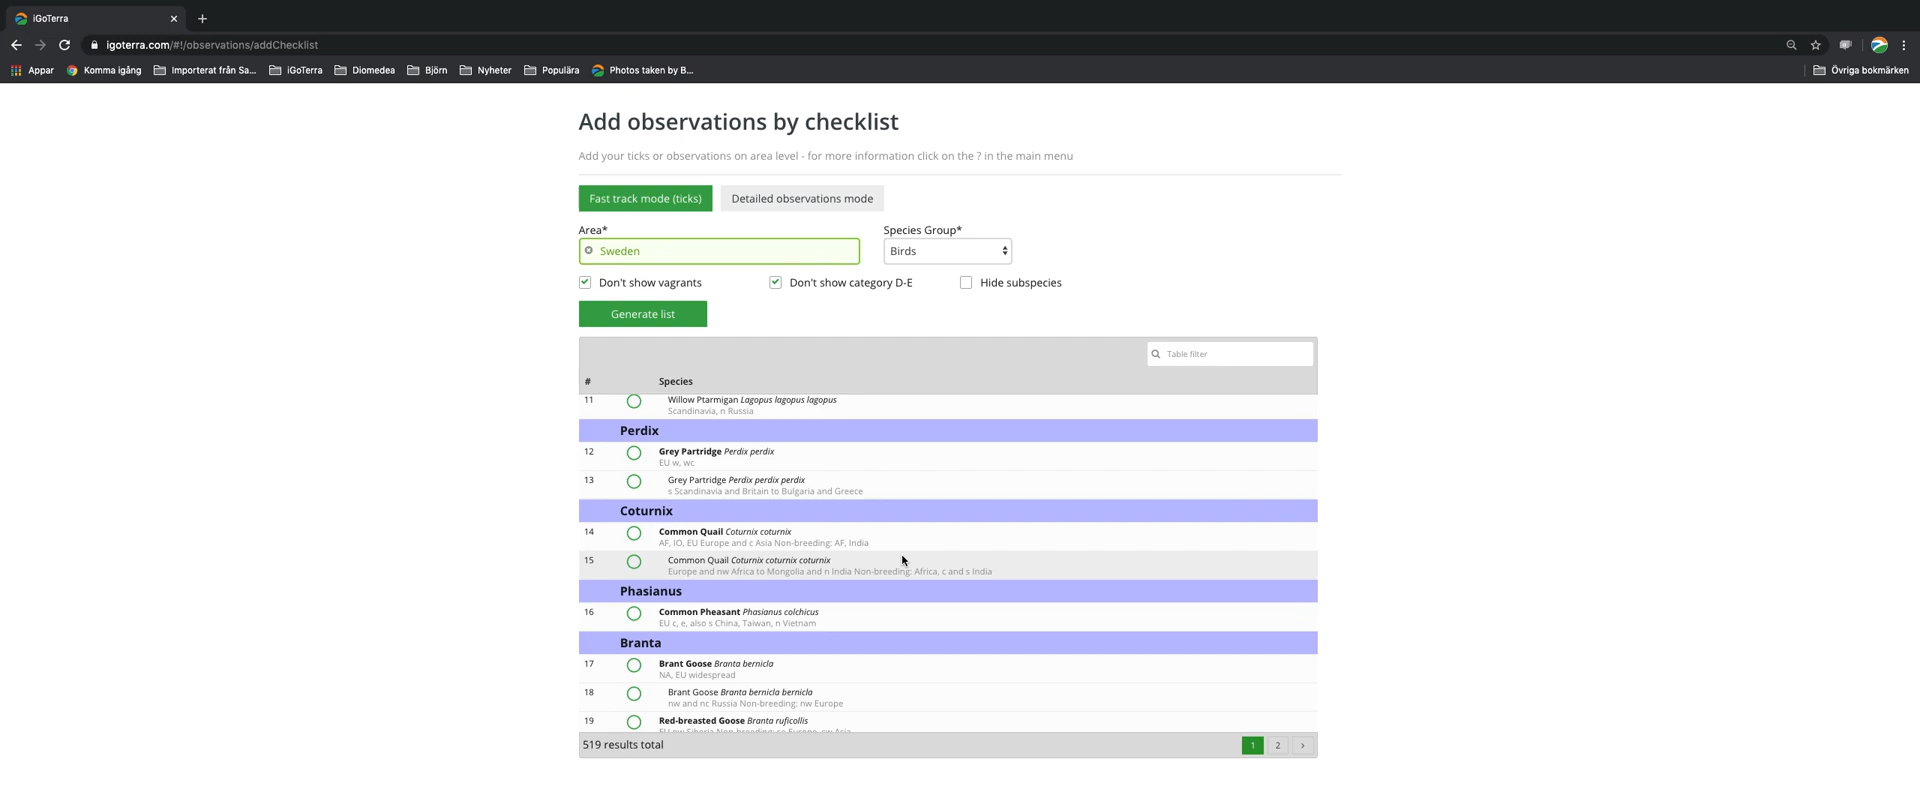 iGoTerra
igoterra.com/#!/observations/addChecklist
Appar Komma igång Importerat från Sa... iGoTerra Diomedea Björn Nyheter Populära Photos taken by B... Övriga bokmärken
Add observations by checklist
Add your ticks or observations on area level - for more information click on the ? in the main menu
Fast track mode (ticks) Detailed observations mode
Area* Species Group*
Sweden Birds
Don't show vagrants Don't show category D-E Hide subspecies
Generate list
Table filter
# Species
11 Willow Ptarmigan Lagopus lagopus lagopus
Scandinavia, n Russia
Perdix
12 Grey Partridge Perdix perdix
EU w, wc
13 Grey Partridge Perdix perdix perdix
s Scandinavia and Britain to Bulgaria and Greece
Coturnix
14 Common Quail Coturnix coturnix
AF, IO, EU Europe and c Asia Non-breeding: AF, India
15 Common Quail Coturnix coturnix coturnix
Europe and nw Africa to Mongolia and n India Non-breeding: Africa, c and s India
Phasianus
16 Common Pheasant Phasianus colchicus
EU c, e, also s China, Taiwan, n Vietnam
Branta
17 Brant Goose Branta bernicla
NA, EU widespread
18 Brant Goose Branta bernicla bernicla
nw and nc Russia Non-breeding: nw Europe
19 Red-breasted Goose Branta ruficollis
EU nw Siberia Non-breeding: se Europe, sw Asia
519 results total 1 2 >